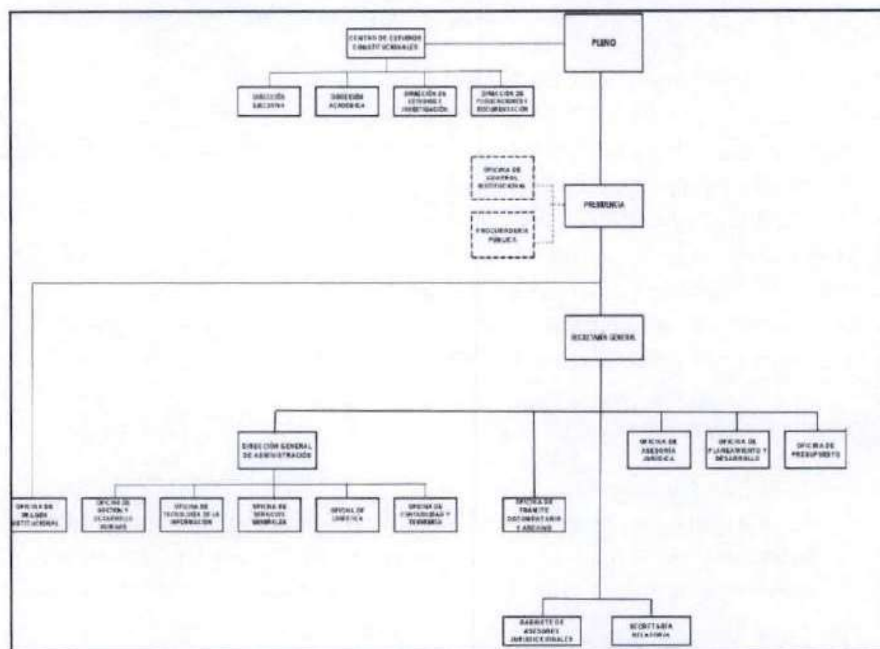 CENTRO DE ESTUDIOS
CONSTITUCIONALES
PLENO
DIRECCIÓN
EJECUTIVA
DIRECCIÓN
ACADÉMICA
DIRECCIÓN DE
ESTUDIOS E
INVESTIGACIÓN
DIRECCIÓN DE
PUBLICACIONES Y
DOCUMENTACIÓN
OFICINA DE
CONTROL
INSTITUCIONAL
PRESIDENCIA
PROCURADURÍA
PÚBLICA
SECRETARÍA GENERAL
DIRECCIÓN GENERAL
DE ADMINISTRACIÓN
OFICINA DE
ASESORÍA
JURÍDICA
OFICINA DE
PLANEAMIENTO Y
DESARROLLO
OFICINA DE
PRESUPUESTO
OFICINA DE
IMAGEN
INSTITUCIONAL
OFICINA DE
GESTIÓN Y
DESARROLLO
HUMANO
OFICINA DE
TECNOLOGÍA DE LA
INFORMACIÓN
OFICINA DE
SERVICIOS
GENERALES
OFICINA DE
LOGÍSTICA
OFICINA DE
CONTABILIDAD Y
TESORERÍA
OFICINA DE
TRÁMITE
DOCUMENTARIO
Y ARCHIVO
GABINETE DE
ASESORES
JURISDICCIONALES
SECRETARÍA
RELATORÍA